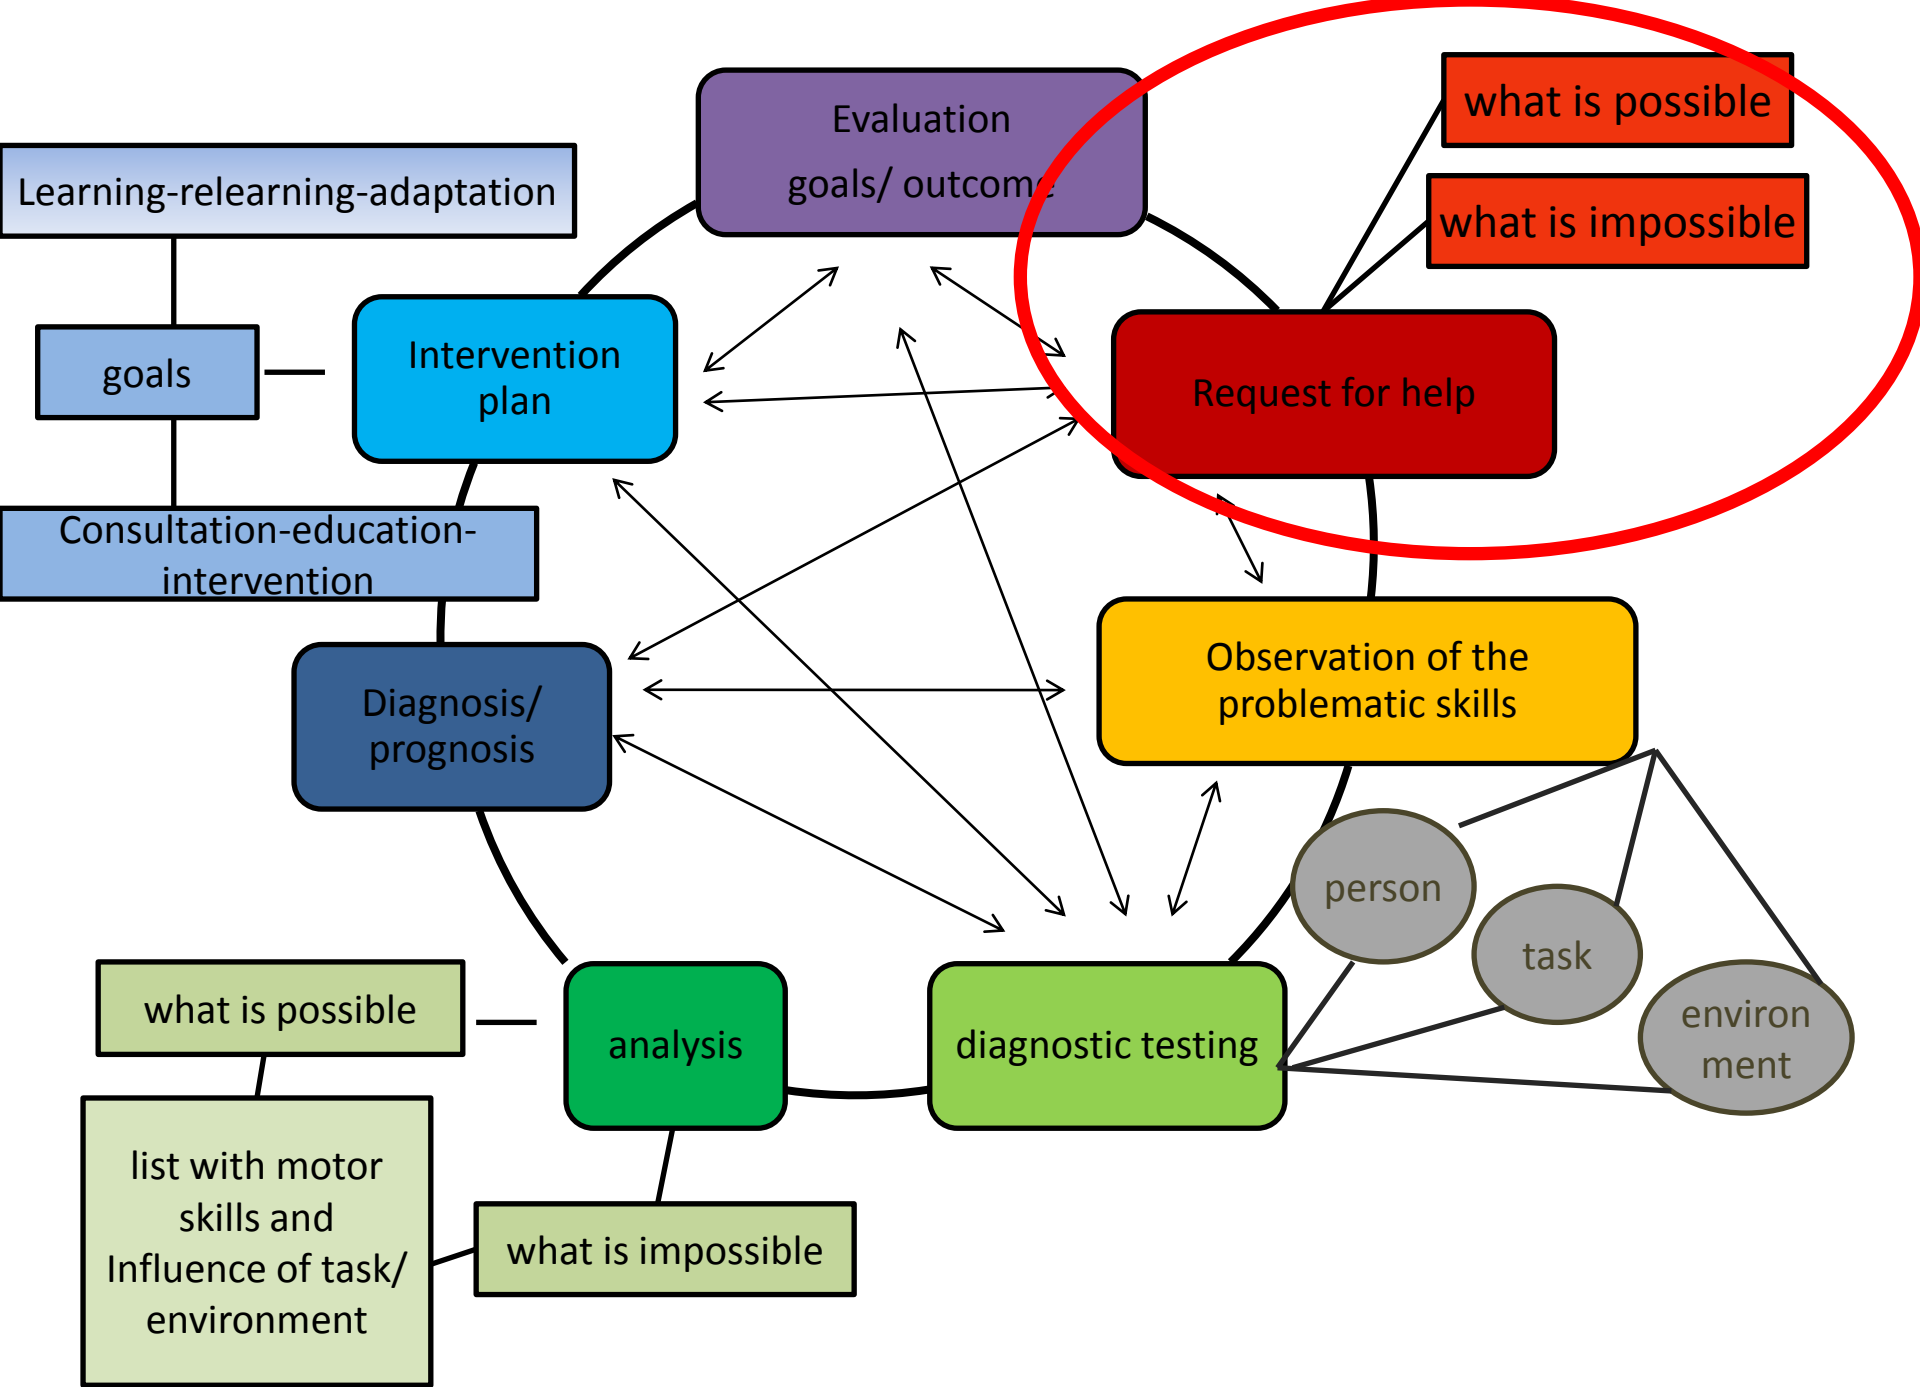 Evaluation
goals/ outcome
what is possible
what is impossible
Learning-relearning-adaptation
goals
Intervention
plan
Request for help
Consultation-education-
intervention
Observation of the
problematic skills
Diagnosis/
prognosis
person
task
environ
ment
what is possible
analysis
diagnostic testing
list with motor
skills and
Influence of task/
environment
what is impossible